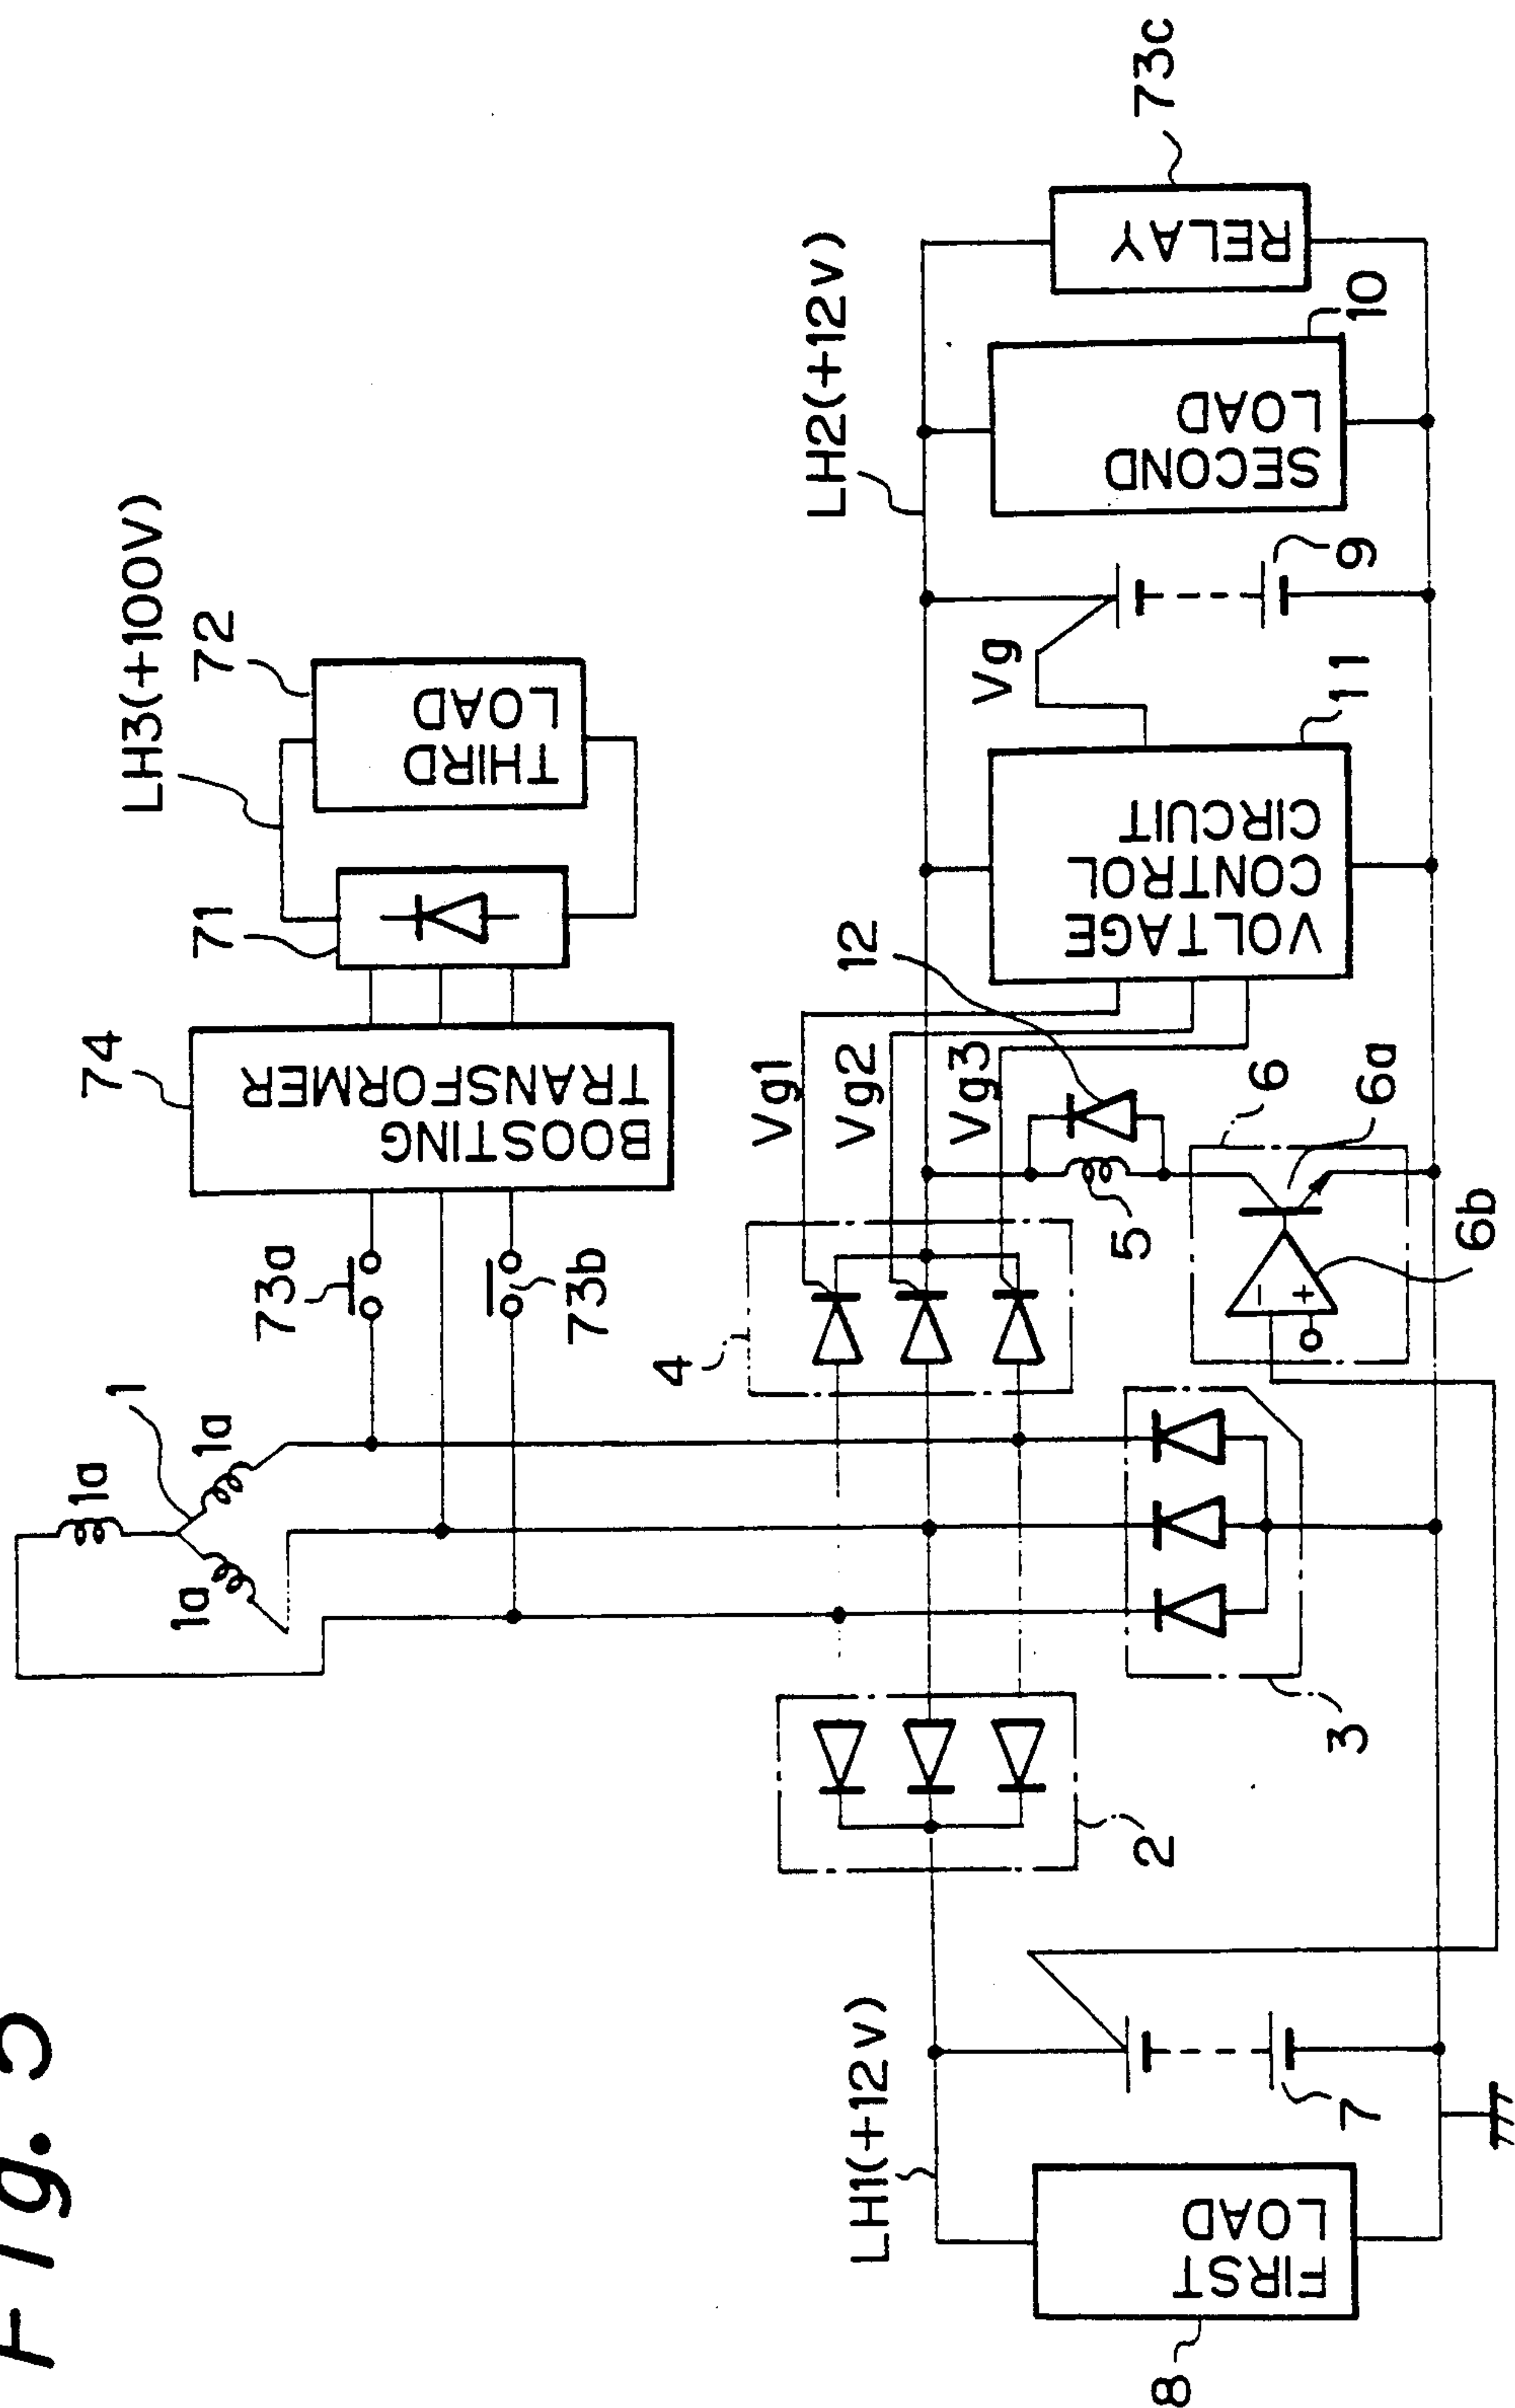 Fig. 5
1a
1
1a
1a
73a
73b
74
BOOSTING
TRANSFORMER
71
LH3(+100V)
72
THIRD
LOAD
LH1(+12v)
8
FIRST
LOAD
7
2
3
4
Vg1
Vg2
Vg3
12
5
6
6a
6b
-
+
VOLTAGE
CONTROL
CIRCUIT
11
Vg
9
LH2(+12v)
SECOND
LOAD
10
RELAY
73c